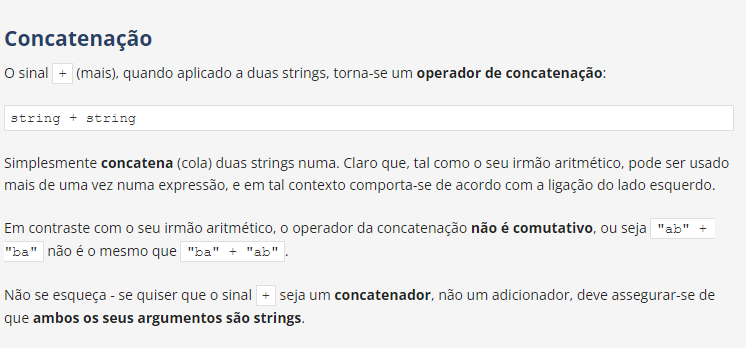 Concatenação
O sinal + (mais), quando aplicado a duas strings, torna-se um operador de concatenação:
string + string
Simplesmente concatena (cola) duas strings numa. Claro que, tal como o seu irmão aritmético, pode ser usado
mais de uma vez numa expressão, e em tal contexto comporta-se de acordo com a ligação do lado esquerdo.
Em contraste com o seu irmão aritmético, o operador da concatenação não é comutativo, ou seja "ab" +
"ba" não é o mesmo que "ba" + "ab".
Não se esqueça - se quiser que o sinal + seja um concatenador, não um adicionador, deve assegurar-se de
que ambos os seus argumentos são strings.